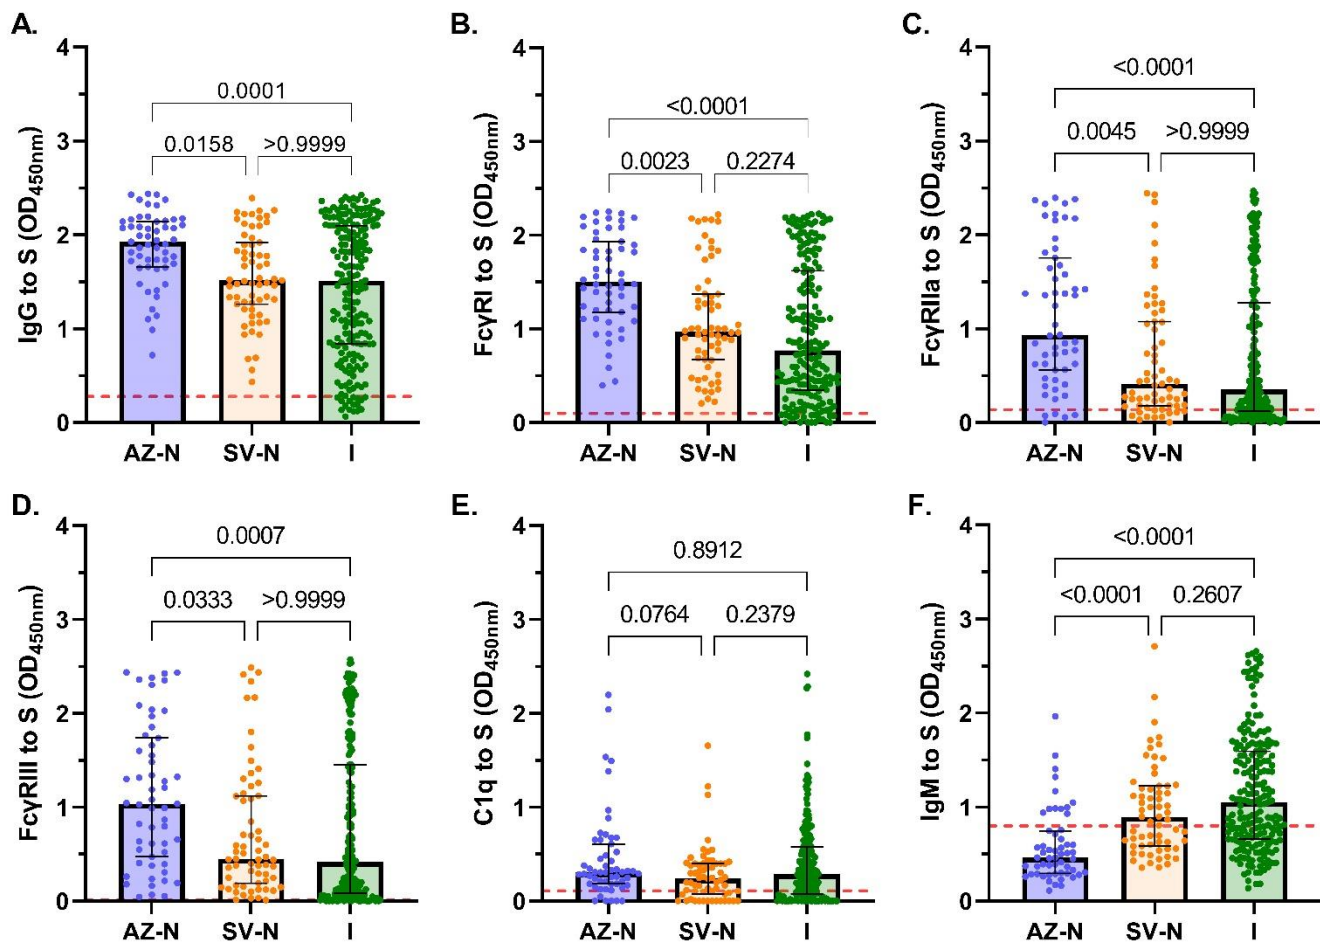 A.
IgG to S (OD450nm)
4
3
2
1
0
0.0001
0.0158
>0.9999
AZ-N
SV-N
I
B.
FcγRI to S (OD450nm)
4
3
2
1
0
<0.0001
0.0023
0.2274
AZ-N
SV-N
I
C.
FcγRIIa to S (OD450nm)
4
3
2
1
0
<0.0001
0.0045
>0.9999
AZ-N
SV-N
I
D.
FcγRIII to S (OD450nm)
4
3
2
1
0
0.0007
0.0333
>0.9999
AZ-N
SV-N
I
E.
C1q to S (OD450nm)
4
3
2
1
0
0.8912
0.0764
0.2379
AZ-N
SV-N
I
F.
IgM to S (OD450nm)
4
3
2
1
0
<0.0001
<0.0001
0.2607
AZ-N
SV-N
I